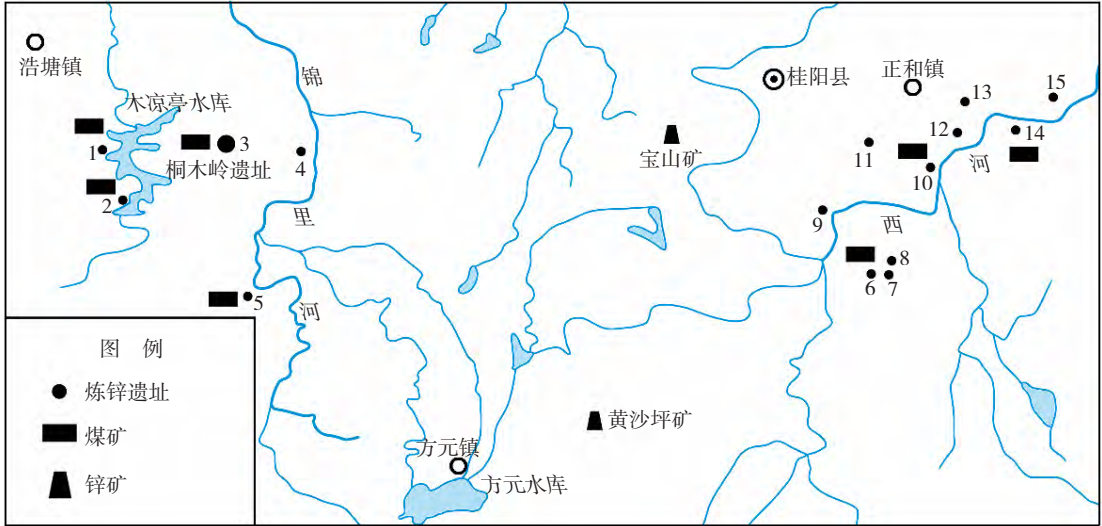 浩塘镇
木凉亭水库
1
2
3
桐木岭遗址
4
锦
里
河
5
宝山矿
桂阳县
正和镇
13
15
12
14
11
10
河
9
西
8
6
7
黄沙坪矿
方元镇
方元水库
图 例
炼锌遗址
煤矿
锌矿